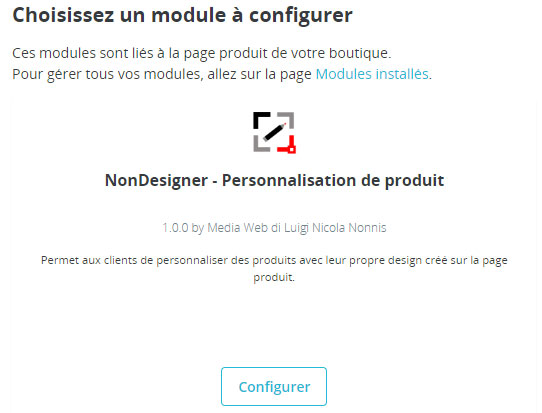 Choisissez un module à configurer
Ces modules sont liés à la page produit de votre boutique.
Pour gérer tous vos modules, allez sur la page Modules installés.
NonDesigner - Personnalisation de produit
1.0.0 by Media Web di Luigi Nicola Nonnis
Permet aux clients de personnaliser des produits avec leur propre design créé sur la page
produit.
Configurer